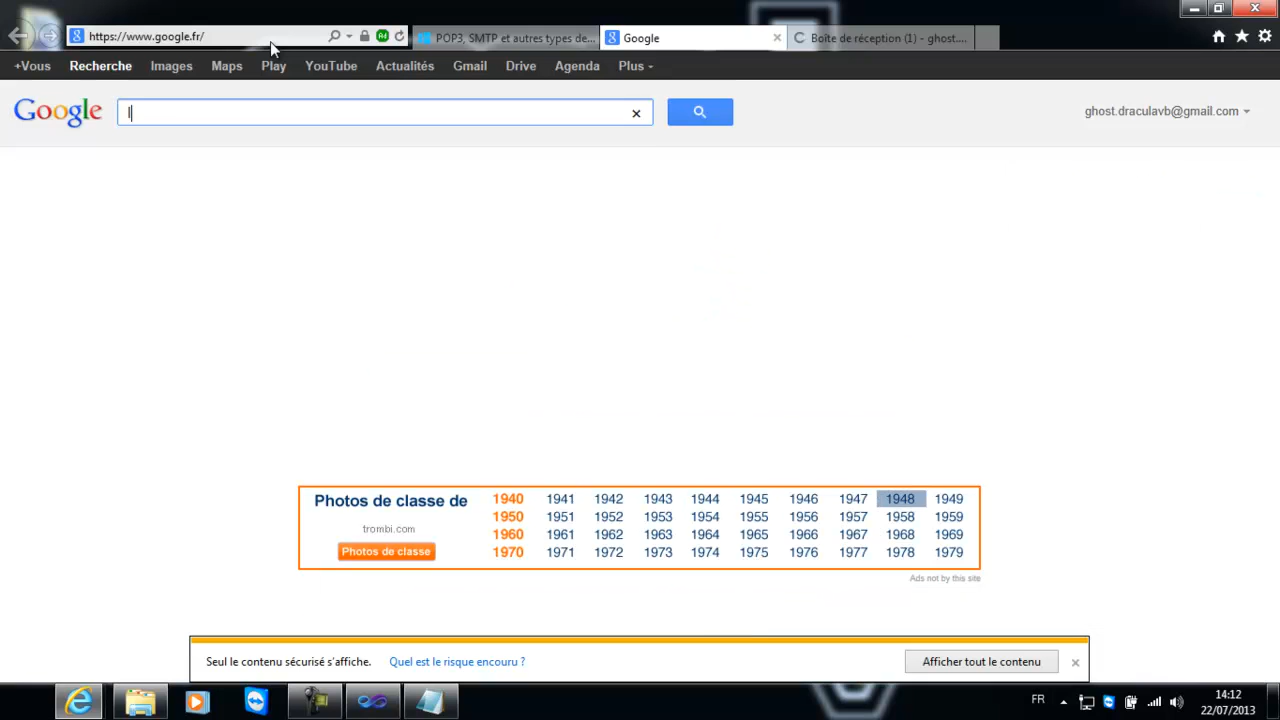 https://www.google.fr/
POP3, SMTP et autres types de...
Google
Boîte de réception (1) - ghost....
+Vous Recherche Images Maps Play YouTube Actualités Gmail Drive Agenda Plus
Google
l
ghost.draculavb@gmail.com
Photos de classe de
trombi.com
Photos de classe
1940 1941 1942 1943 1944 1945 1946 1947 1948 1949
1950 1951 1952 1953 1954 1955 1956 1957 1958 1959
1960 1961 1962 1963 1964 1965 1966 1967 1968 1969
1970 1971 1972 1973 1974 1975 1976 1977 1978 1979
Ads not by this site
Seul le contenu sécurisé s'affiche. Quel est le risque encouru ? Afficher tout le contenu
FR
14:12
22/07/2013